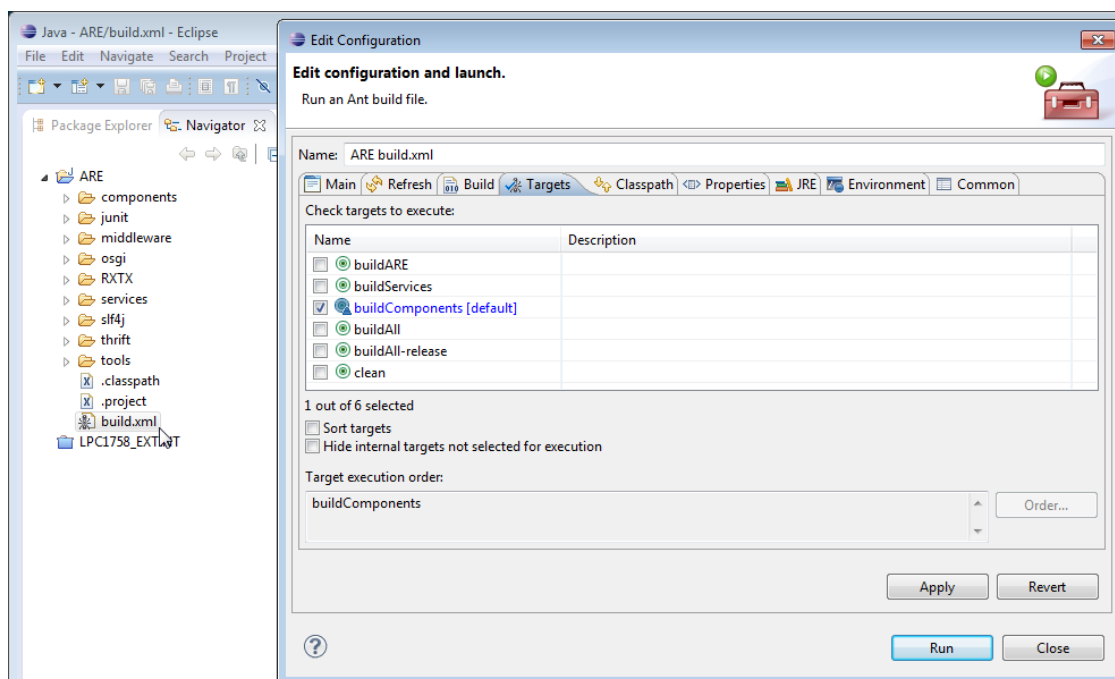 Java - ARE/build.xml - Eclipse
File Edit Navigate Search Project
Package Explorer Navigator
ARE
components
junit
middleware
osgi
RXTX
services
slf4j
thrift
tools
.classpath
.project
build.xml
Edit Configuration
Edit configuration and launch.
Run an Ant build file.
Name: ARE build.xml
Main Refresh Build Targets Classpath Properties JRE Environment Common
Check targets to execute:
Name Description
buildARE
buildServices
buildComponents [default]
buildAll
buildAll-release
clean
1 out of 6 selected
Sort targets
Hide internal targets not selected for execution
Target execution order:
buildComponents
Order...
Apply Revert
Run Close